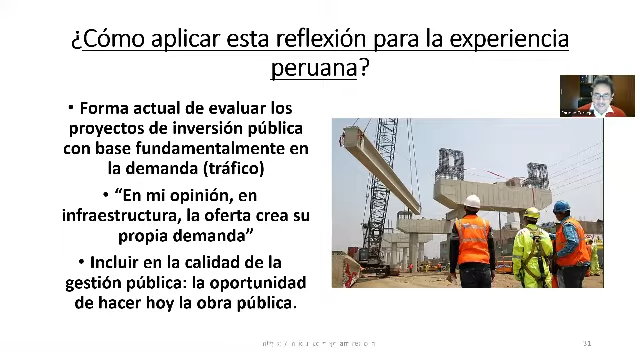 ¿Cómo aplicar esta reflexión para la experiencia
peruana?
• Forma actual de evaluar los
proyectos de inversión pública
con base fundamentalmente en
la demanda (tráfico)
• “En mi opinión, en
infraestructura, la oferta crea su
propia demanda”
• Incluir en la calidad de la
gestión pública: la oportunidad
de hacer hoy la obra pública.
31